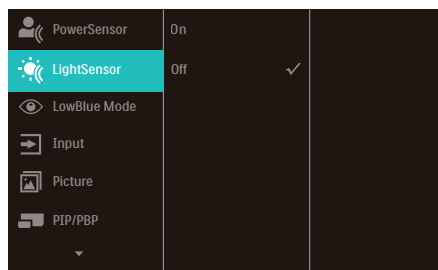 PowerSensor
On
LightSensor
Off
LowBlue Mode
Input
Picture
PIP/PBP